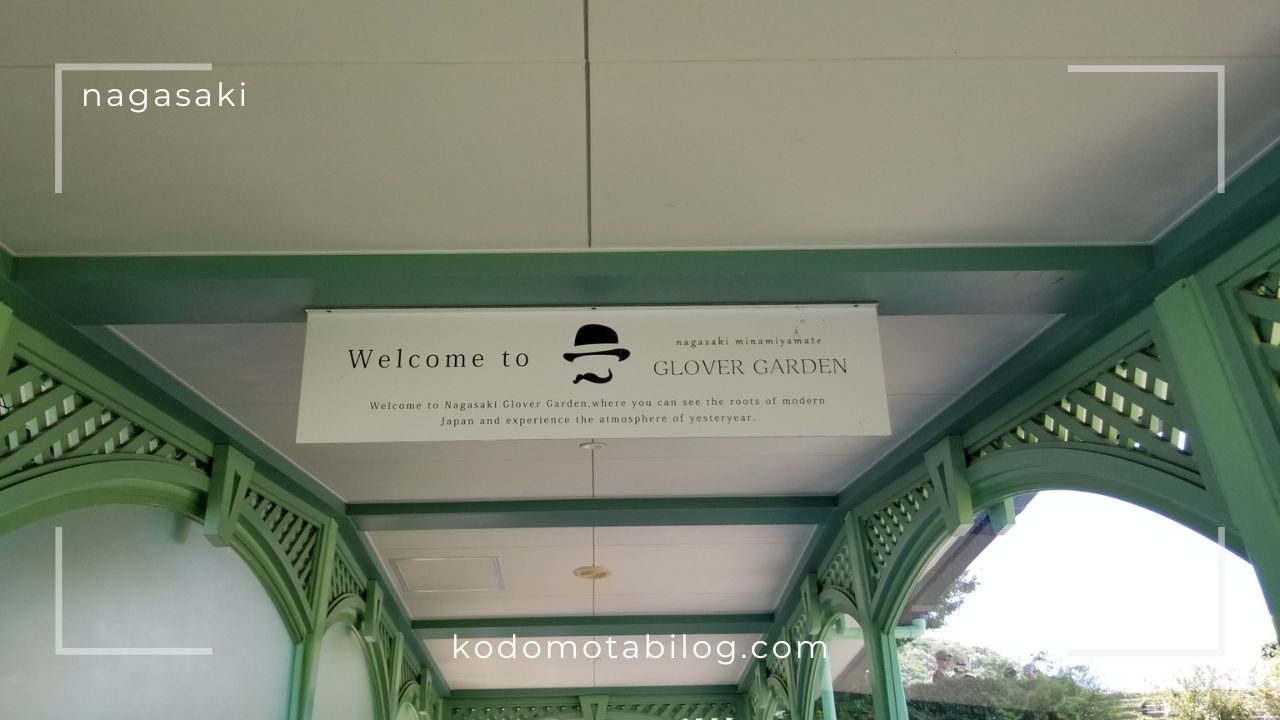 nagasaki
Welcome to
nagasaki minamiyamate
GLOVER GARDEN
Welcome to Nagasaki Glover Garden,where you can see the roots of modern
Japan and experience the atmosphere of yesteryear.
kodomotabilog.com